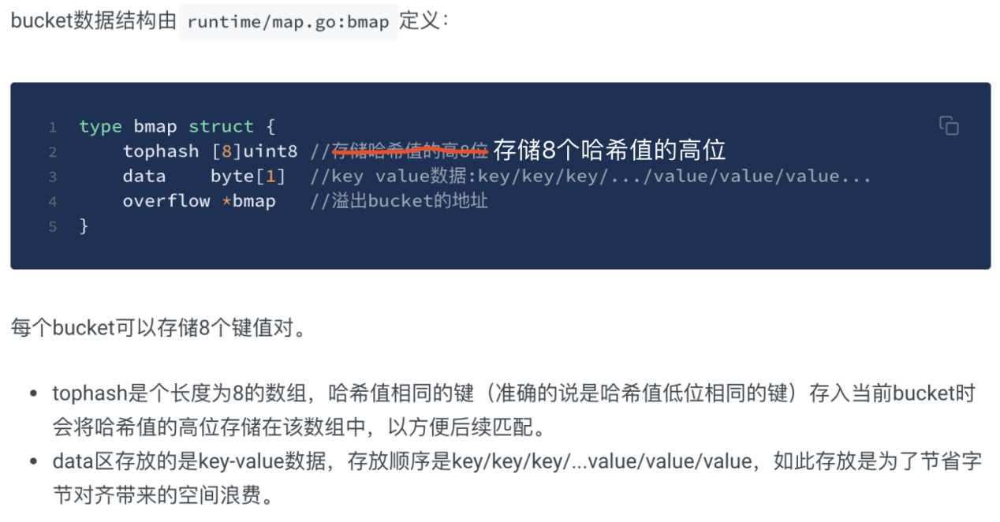 bucket数据结构由 runtime/map.go:bmap 定义：
1 type bmap struct {
2 tophash [8]uint8 //存储哈希值的高8位 存储8个哈希值的高位
3 data byte[1] //key value数据:key/key/key/.../value/value/value...
4 overflow *bmap //溢出bucket的地址
5 }
每个bucket可以存储8个键值对。
• tophash是个长度为8的数组，哈希值相同的键（准确的说是哈希值低位相同的键）存入当前bucket时
会将哈希值的高位存储在该数组中，以方便后续匹配。
• data区存放的是key-value数据，存放顺序是key/key/key/...value/value/value，如此存放是为了节省字
节对齐带来的空间浪费。